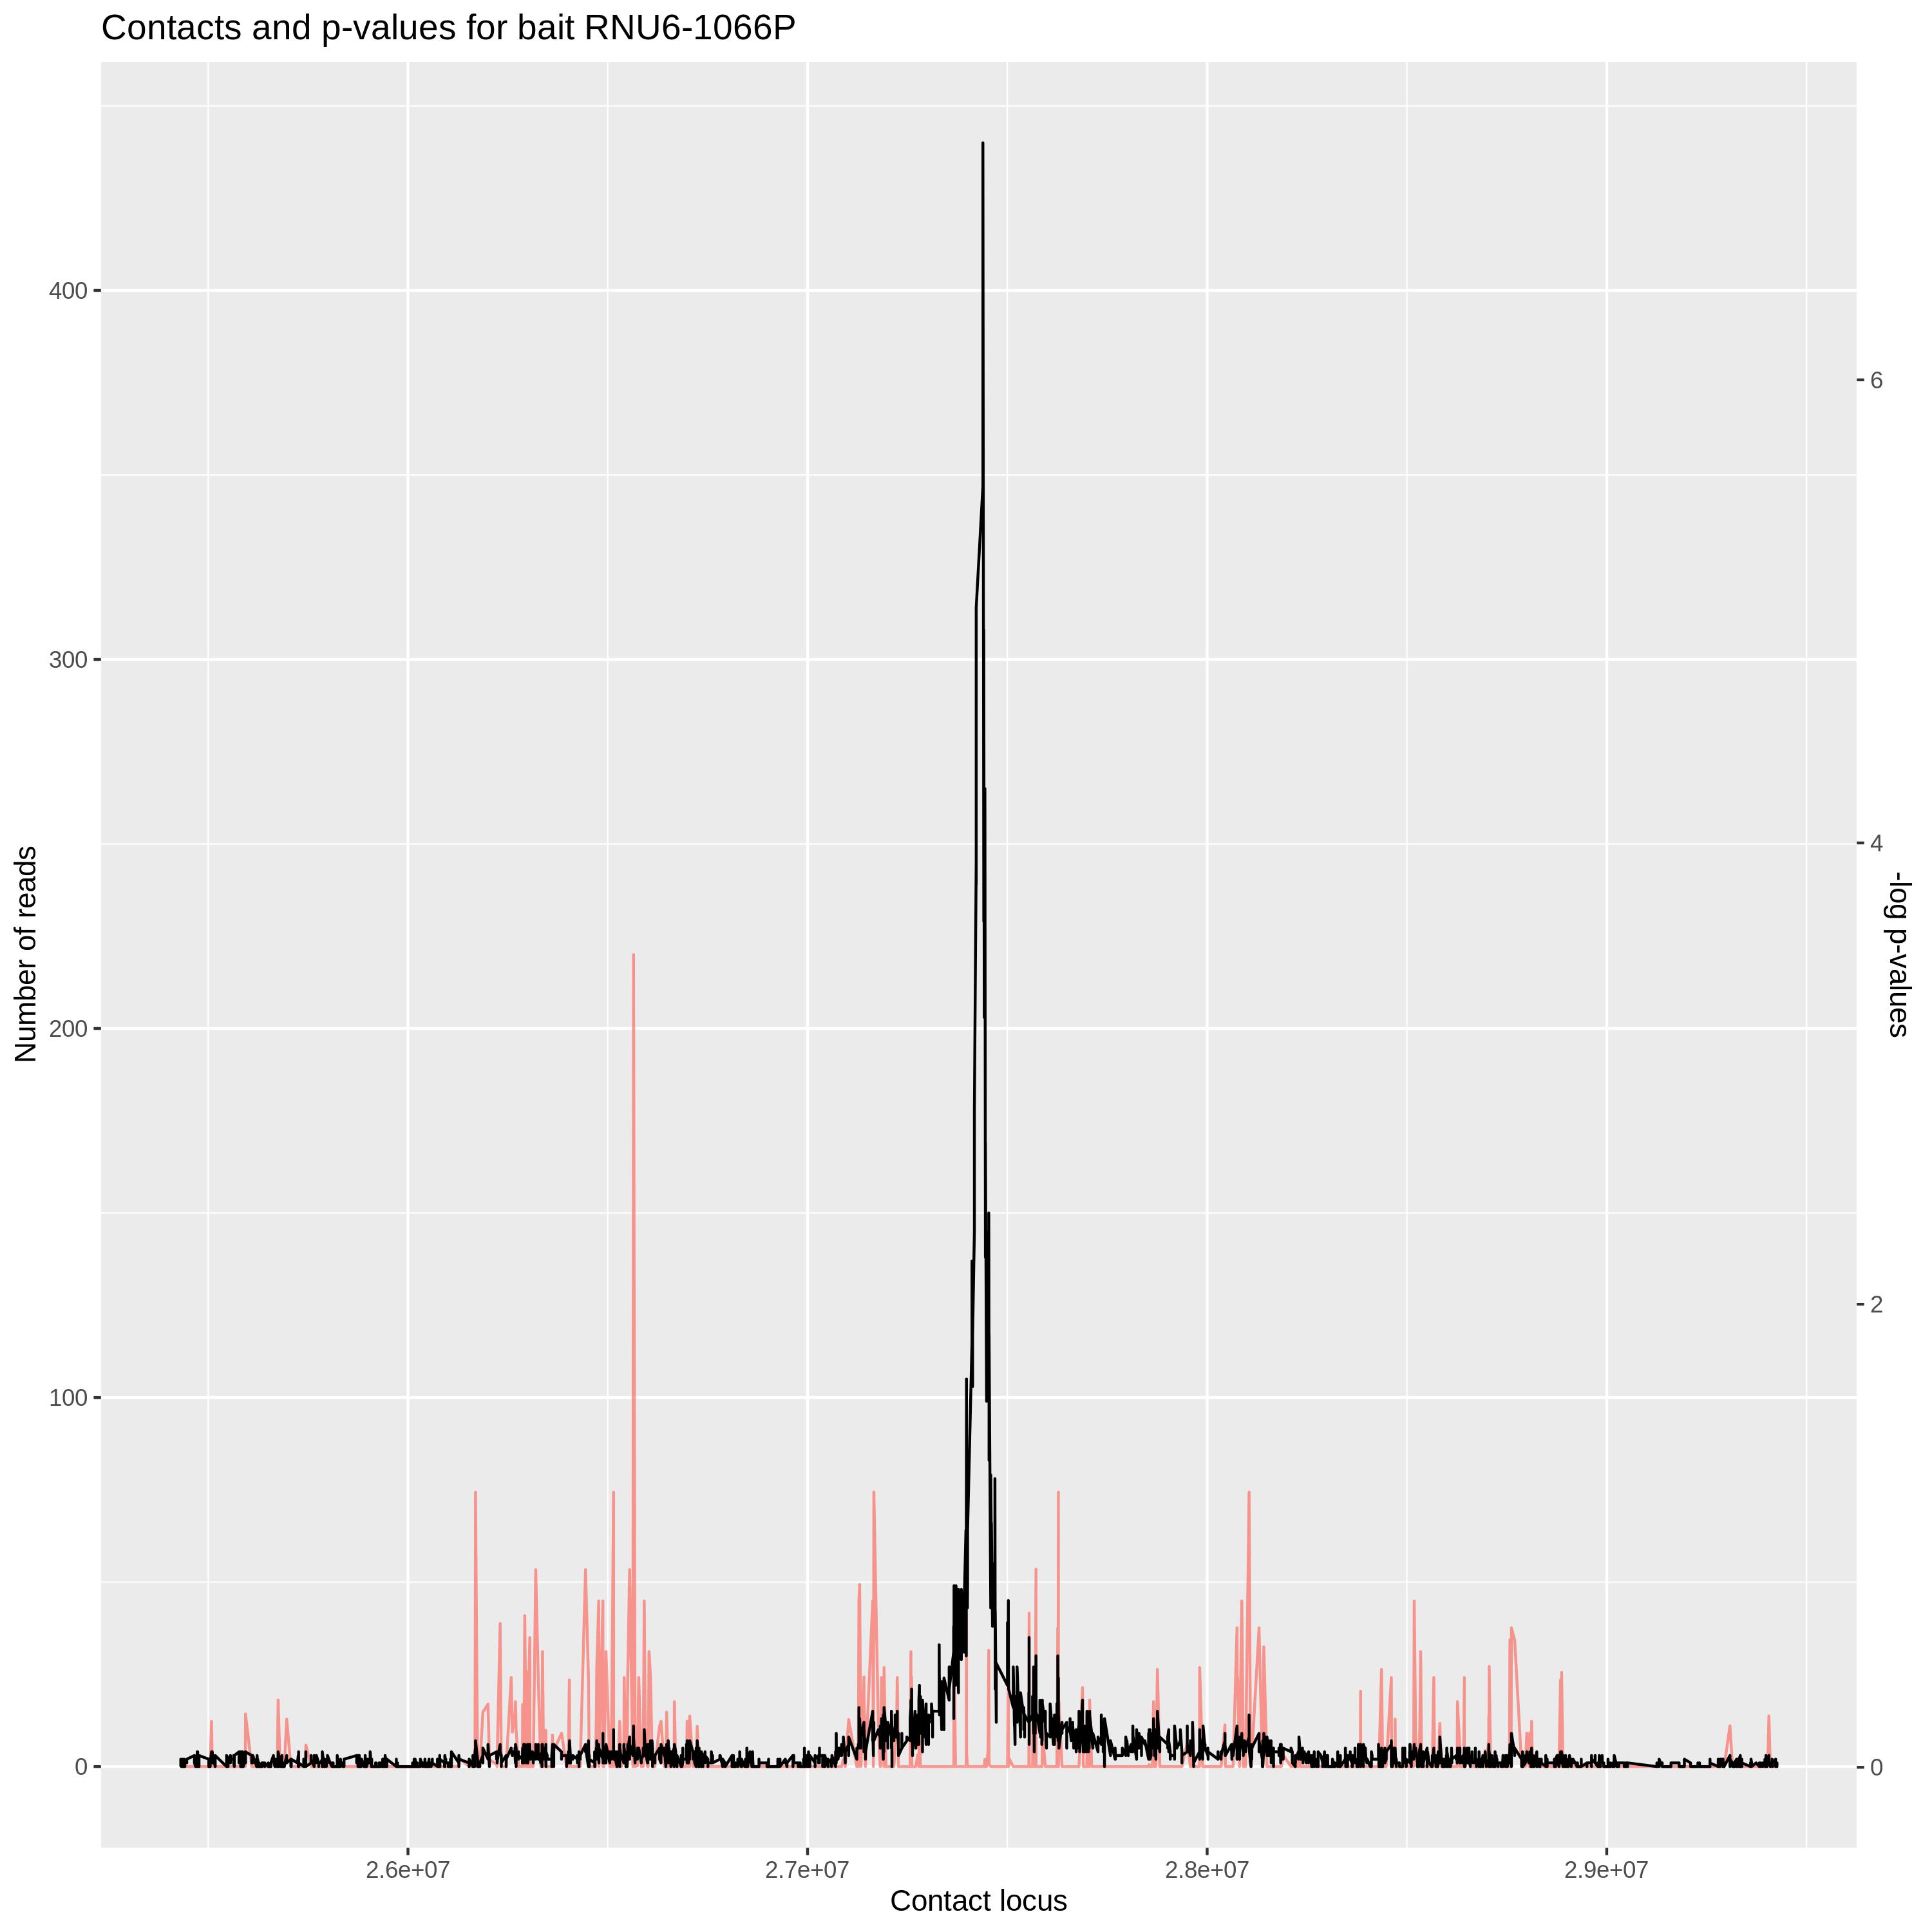 Contacts and p-values for bait RNU6-1066P
400
300
200
100
0
Number of reads
6
4
2
0
-log p-values
2.6e+07
2.7e+07
2.8e+07
2.9e+07
Contact locus